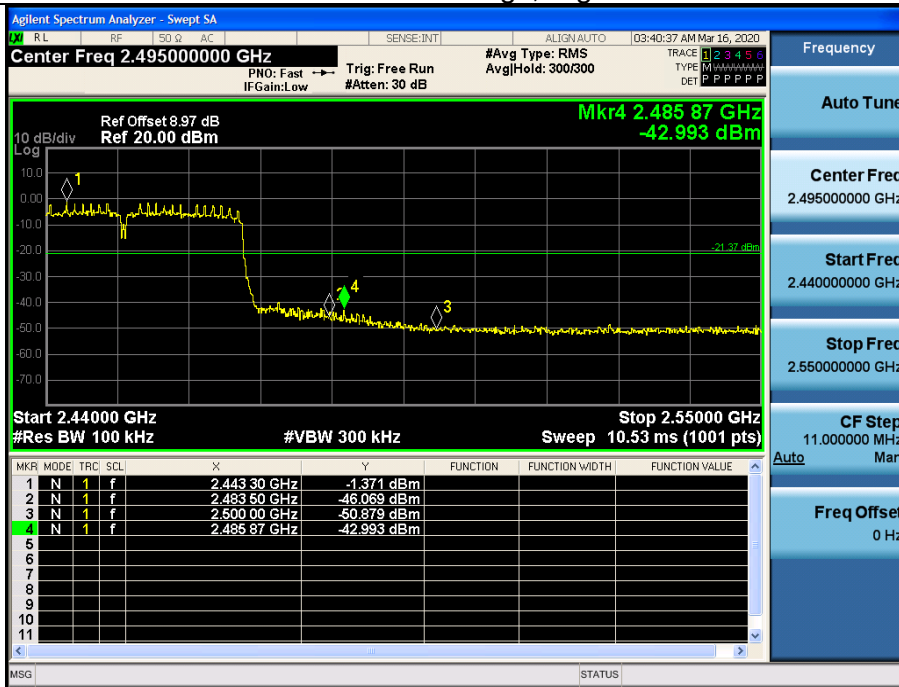 Agilent Spectrum Analyzer - Swept SA
LXI RL RF 50 Ω AC SENSE:INT ALIGN AUTO 03:40:37 AM Mar 16, 2020
Center Freq 2.495000000 GHz
PNO: Fast
IFGain:Low
Trig: Free Run
#Atten: 30 dB
#Avg Type: RMS
Avg|Hold: 300/300
TRACE 1 2 3 4 5 6
TYPE M WWWWW
DET P P P P P P
Frequency
Ref Offset 8.97 dB
10 dB/div Ref 20.00 dBm
Log
Mkr4 2.485 87 GHz
-42.993 dBm
10.0
0.00
-10.0
-20.0
-30.0
-40.0
-50.0
-60.0
-70.0
1
4
3
-21.37 dBm
Start 2.44000 GHz Stop 2.55000 GHz
#Res BW 100 kHz #VBW 300 kHz Sweep 10.53 ms (1001 pts)
MKR MODE TRC SCL X Y FUNCTION FUNCTION WIDTH FUNCTION VALUE
1 N 1 f 2.443 30 GHz -1.371 dBm
2 N 1 f 2.483 50 GHz -46.069 dBm
3 N 1 f 2.500 00 GHz -50.879 dBm
4 N 1 f 2.485 87 GHz -42.993 dBm
5
6
7
8
9
10
11
MSG STATUS
Auto Tune
Center Freq
2.495000000 GHz
Start Freq
2.440000000 GHz
Stop Freq
2.550000000 GHz
CF Step
11.000000 MHz
Auto Man
Freq Offset
0 Hz